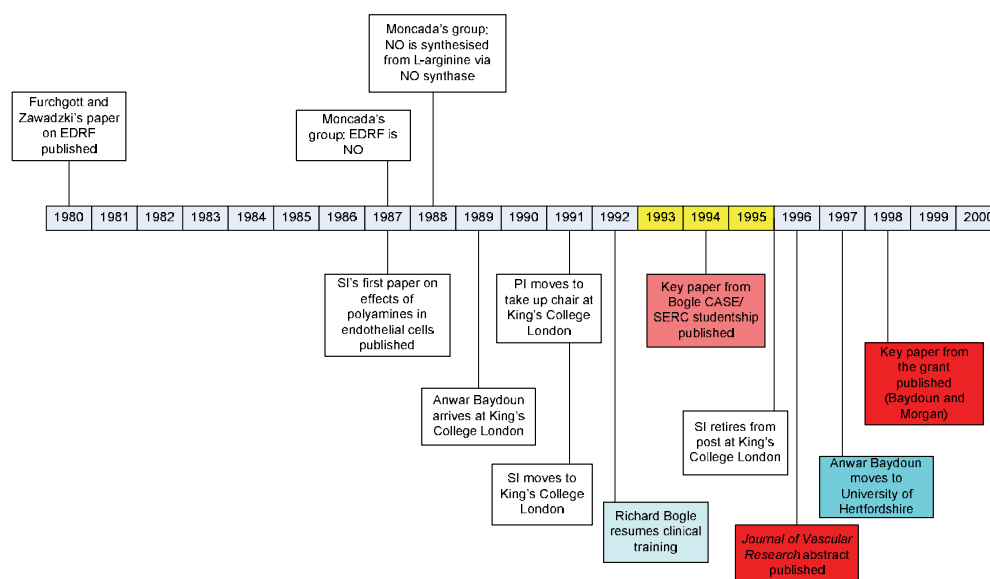 Moncada's group:
NO is synthesised
from L-arginine via
NO synthase
Furchgott and
Zawadzki's paper
on EDRF
published
Moncada's
group: EDRF is
NO
1980 1981 1982 1983 1984 1985 1986 1987 1988 1989 1990 1991 1992 1993 1994 1995 1996 1997 1998 1999 2000
SI's first paper on
effects of
polyamines in
endothelial cells
published
PI moves to
take up chair at
King's College
London
Key paper from
Bogle CASE/
SERC studentship
published
Key paper from
the grant
published
(Baydoun and
Morgan)
Anwar Baydoun
arrives at King's
College London
SI retires from
post at King's
College London
SI moves to
King's College
London
Anwar Baydoun
moves to
University of
Hertfordshire
Richard Bogle
resumes clinical
training
Journal of Vascular
Research abstract
published